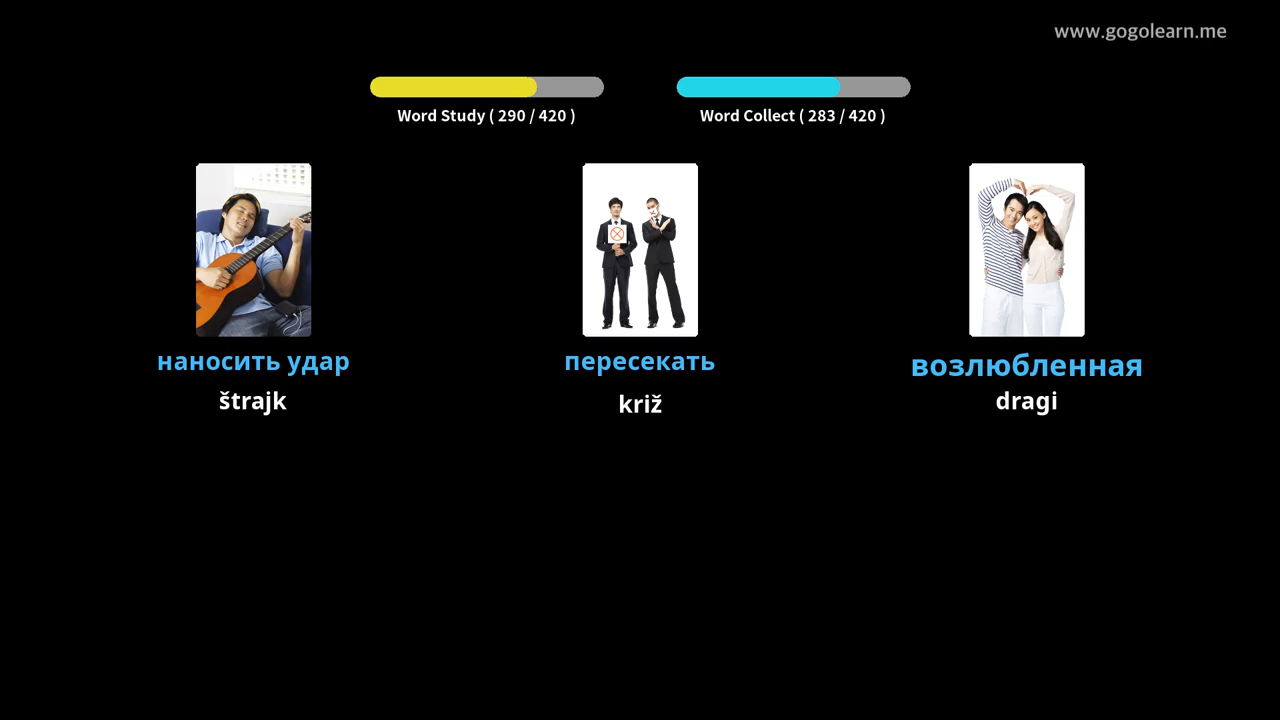 www.gogolearn.me
Word Study ( 290 / 420 )
Word Collect ( 283 / 420 )
наносить удар
пересекать
возлюбленная
štrajk
križ
dragi